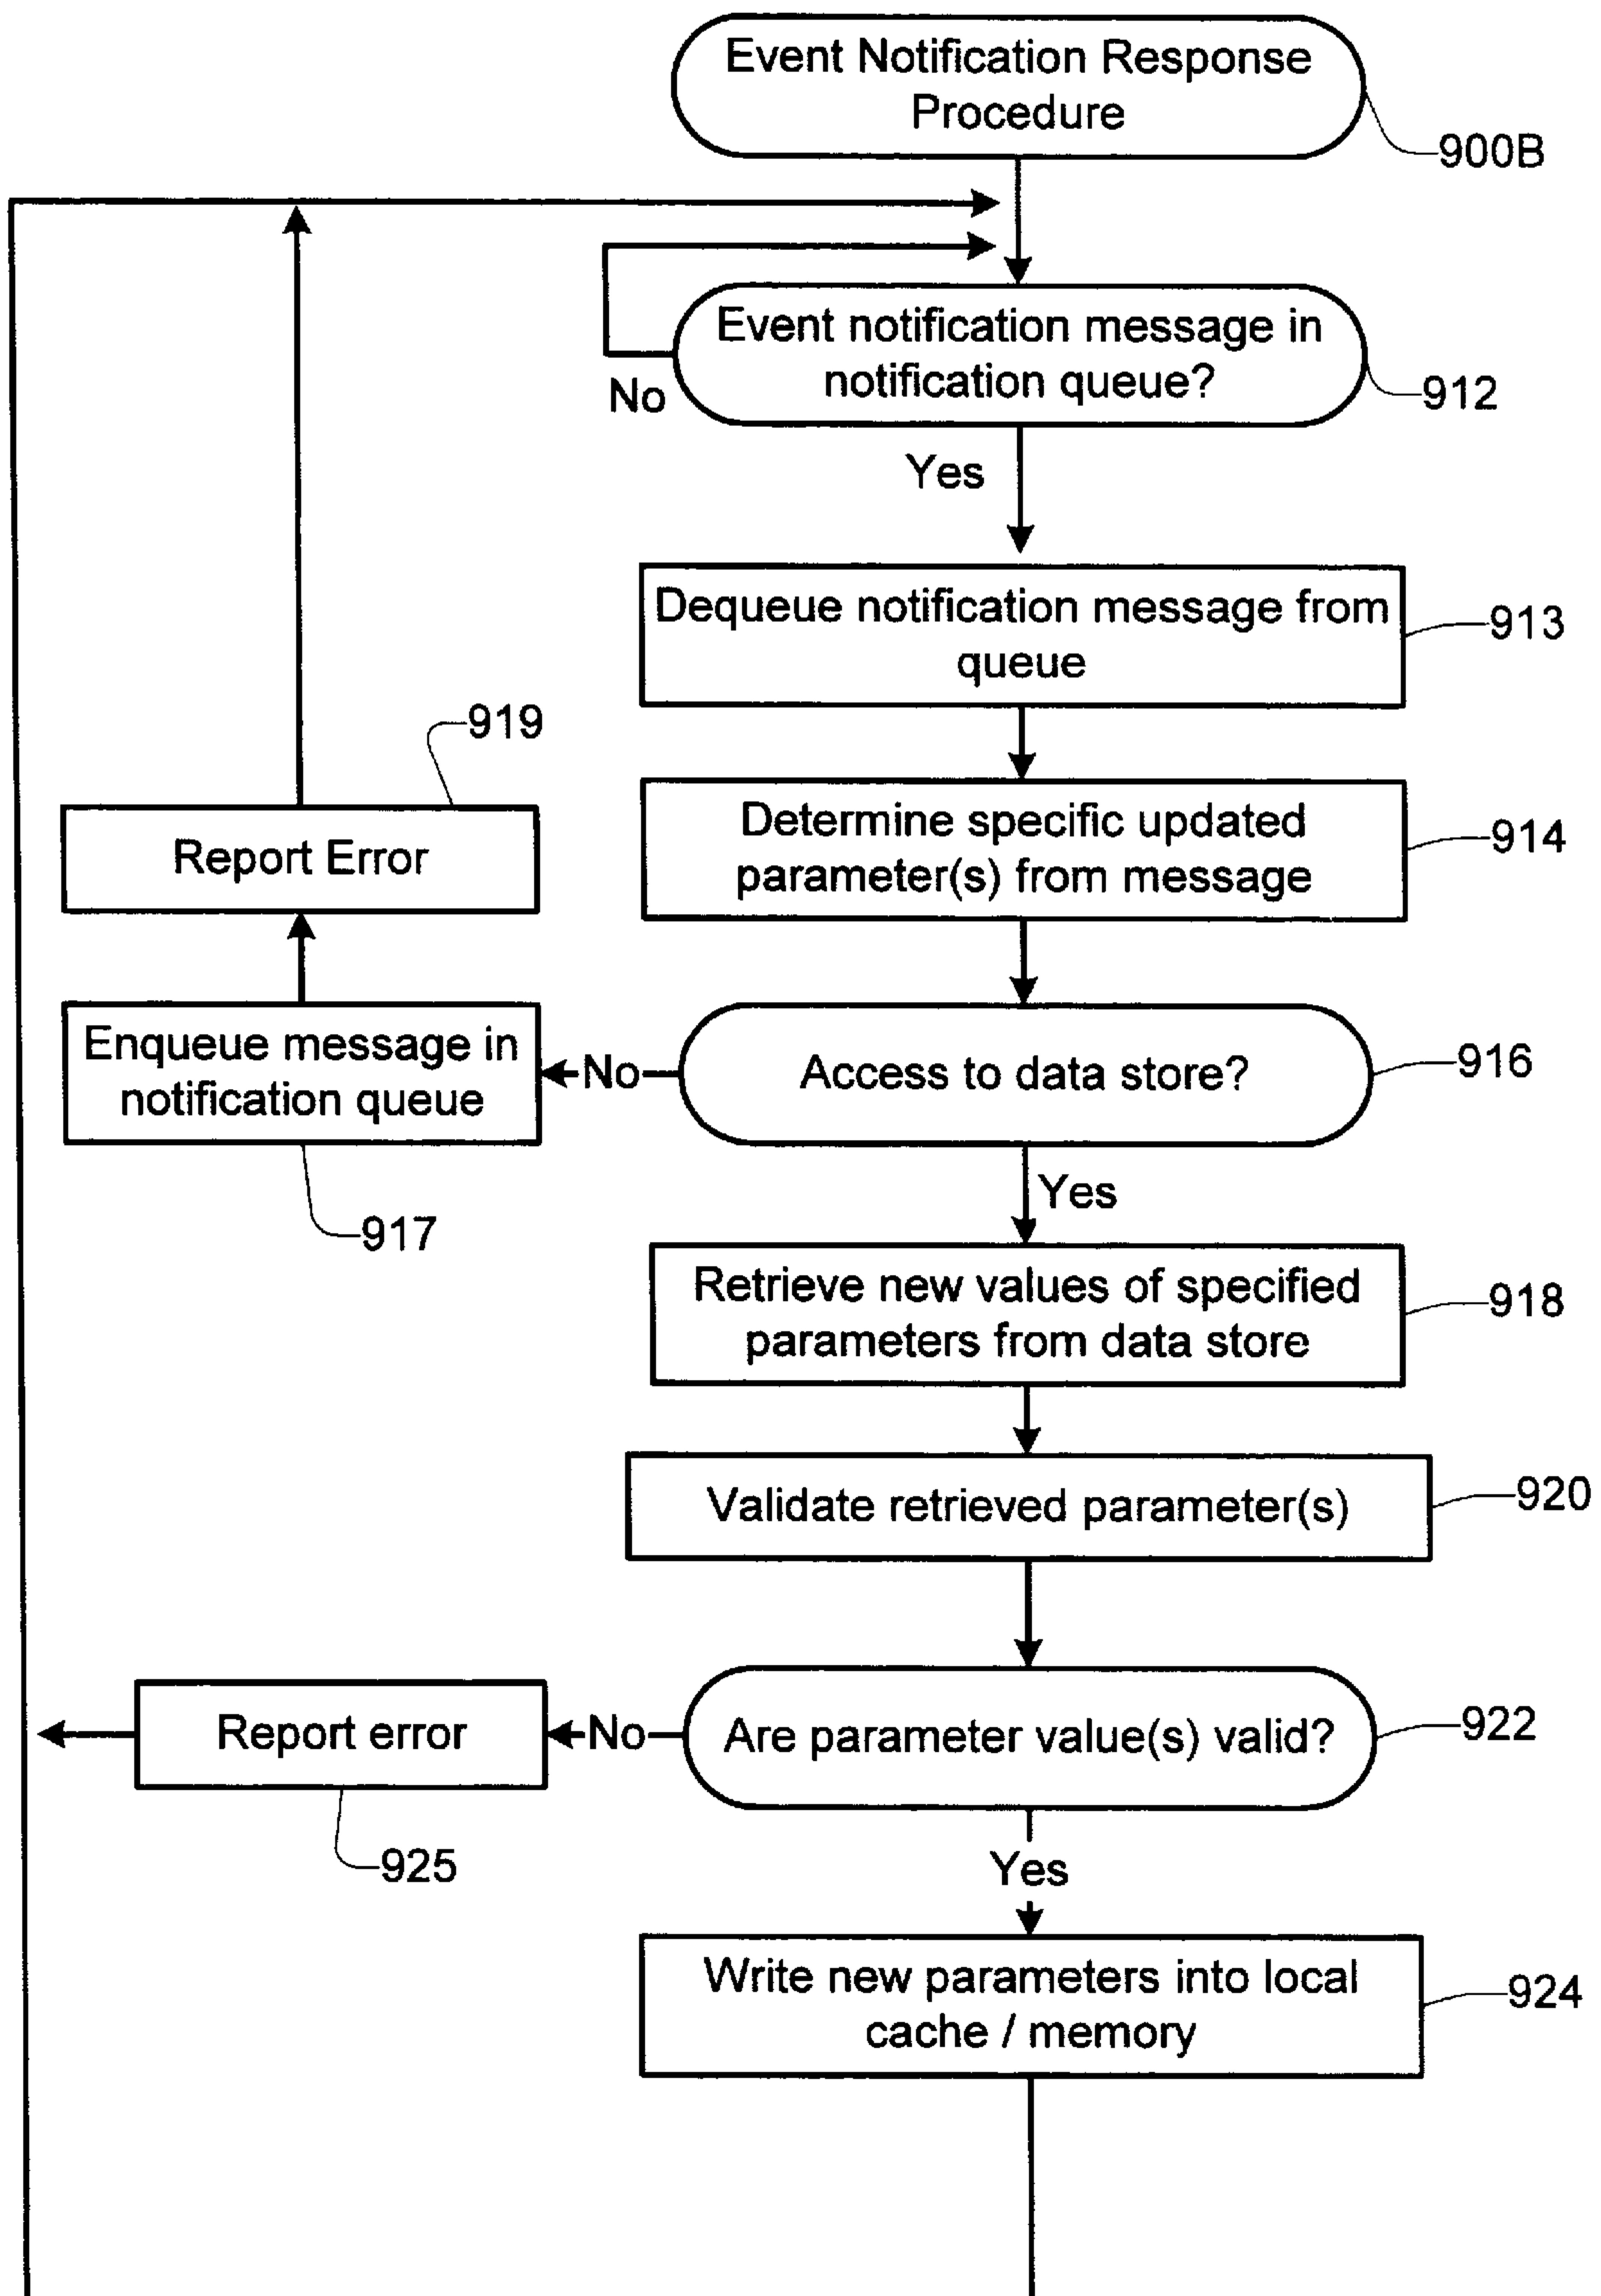 Event Notification Response
Procedure
900B
Event notification message in
notification queue?
912
No
Yes
Dequeue notification message from
queue
913
919
Determine specific updated
parameter(s) from message
914
Report Error
Enqueue message in
notification queue
No
Access to data store?
916
Yes
917
Retrieve new values of specified
parameters from data store
918
Validate retrieved parameter(s)
920
Report error
No
Are parameter value(s) valid?
922
925
Yes
Write new parameters into local
cache / memory
924